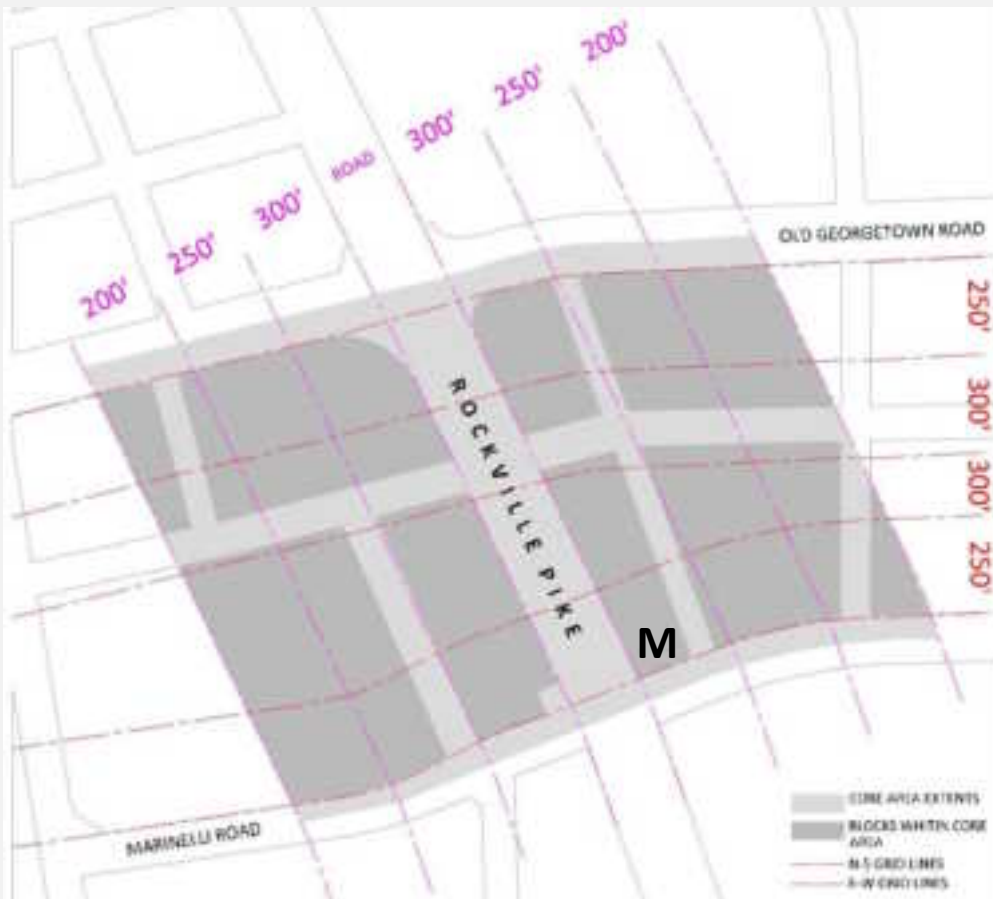 200'
250'
300'
ROAD
300'
250'
200'
OLD GEORGETOWN ROAD
250'
300'
300'
250'
ROCKVILLE PIKE
M
MARINELLI ROAD
CORE AREA EXTENTS
BLOCKS WITHIN CORE
AREA
N-S GRID LINES
E-W GRID LINES